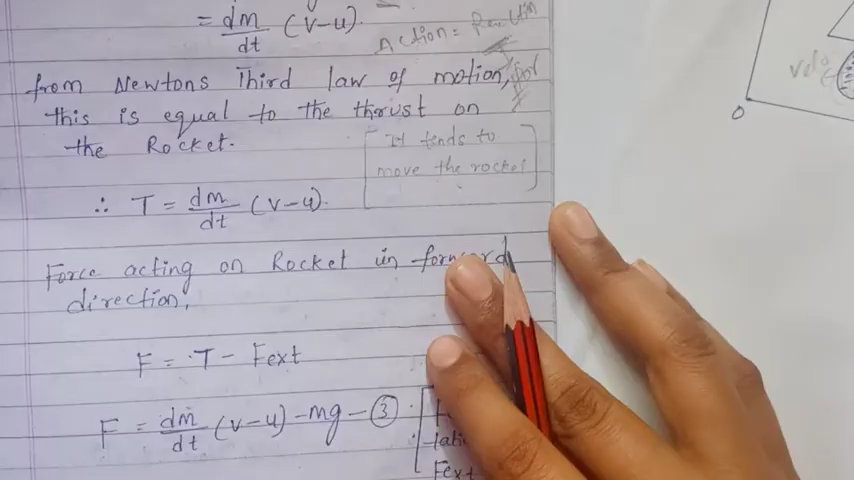 = dm/dt (v-u).
Action = Reaction
from Newtons Third law of motion,
this is equal to the thrust on
the Rocket.
It tends to
move the rocket
∴ T = dm/dt (v-u).
Force acting on Rocket in forward
direction,
F = T - Fext
F = dm/dt (v-u) - mg - ③
Fext
O